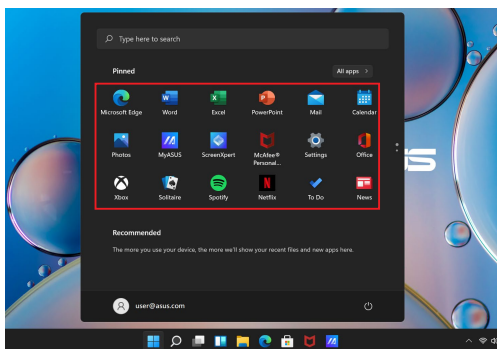 Type here to search
Pinned
All apps >
Microsoft Edge Word Excel PowerPoint Mail Calendar
Photos MyASUS ScreenXpert McAfee® Settings Office
Personal...
Xbox Solitaire Spotify Netflix To Do News
Recommended
The more you use your device, the more we'll show your recent files and new apps here.
user@asus.com